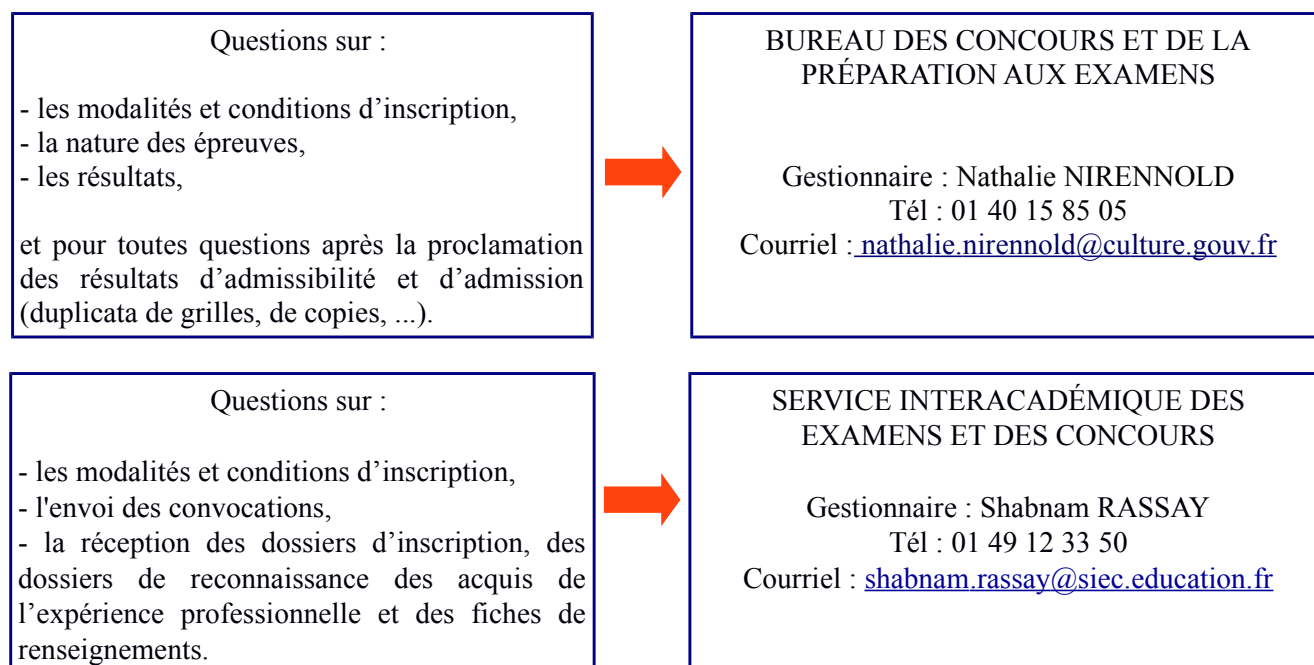 Questions sur :
- les modalités et conditions d’inscription,
- la nature des épreuves,
- les résultats,
et pour toutes questions après la proclamation
des résultats d’admissibilité et d’admission
(duplicata de grilles, de copies, ...).
BUREAU DES CONCOURS ET DE LA
PRÉPARATION AUX EXAMENS
Gestionnaire : Nathalie NIRENNOLD
Tél : 01 40 15 85 05
Courriel : nathalie.nirennold@culture.gouv.fr
Questions sur :
- les modalités et conditions d’inscription,
- l'envoi des convocations,
- la réception des dossiers d’inscription, des
dossiers de reconnaissance des acquis de
l’expérience professionnelle et des fiches de
renseignements.
SERVICE INTERACADÉMIQUE DES
EXAMENS ET DES CONCOURS
Gestionnaire : Shabnam RASSAY
Tél : 01 49 12 33 50
Courriel : shabnam.rassay@siec.education.fr